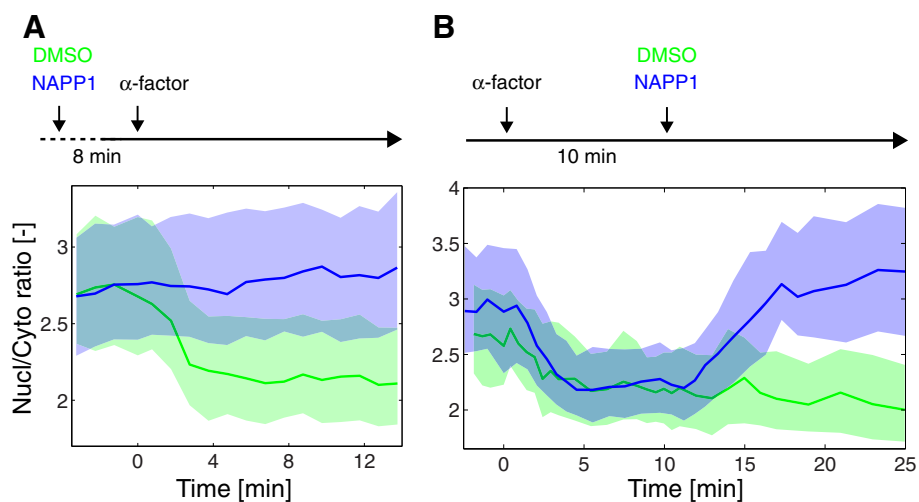 A
DMSO
NAPP1
α-factor
8 min
Nucl/Cyto ratio [-]
3
2.5
2
0
4
8
12
Time [min]
B
DMSO
α-factor
NAPP1
10 min
4
3.5
3
2.5
2
0
5
10
15
20
25
Time [min]